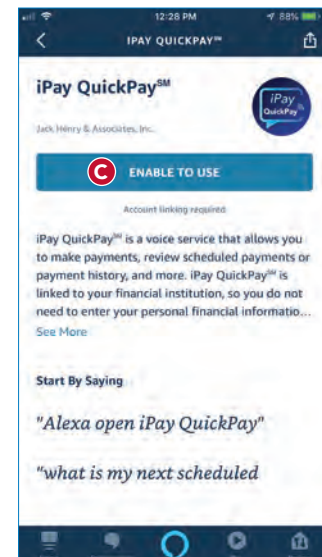 12:28 PM
88%
IPAY QUICKPAY℠
iPay QuickPay℠
iPay
QuickPay
Jack Henry & Associates, Inc.
C ENABLE TO USE
Account linking required
iPay QuickPay℠ is a voice service that allows you
to make payments, review scheduled payments or
payment history, and more. iPay QuickPay℠ is
linked to your financial institution, so you do not
need to enter your personal financial informatio...
See More
Start By Saying
"Alexa open iPay QuickPay"
"what is my next scheduled